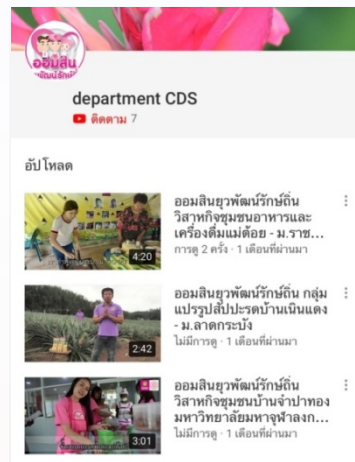 ออมสิน
department CDS
ติดตาม 7
อัปโหลด
ออมสินยุวพัฒน์รักษ์ถิ่น
วิสาหกิจชุมชนอาหารและ
เครื่องดื่มแม่ต้อย - ม.ราช...
การดู 2 ครั้ง · 1 เดือนที่ผ่านมา
4:20
ออมสินยุวพัฒน์รักษ์ถิ่น กลุ่ม
แปรรูปสัปปะรดบ้านเนินแดง
- ม.ลาดกระบัง
ไม่มีการดู · 1 เดือนที่ผ่านมา
2:42
ออมสินยุวพัฒน์รักษ์ถิ่น
วิสาหกิจชุมชนบ้านจำปาทอง
มหาวิทยาลัยมหาจุฬาลงก...
ไม่มีการดู · 1 เดือนที่ผ่านมา
3:01